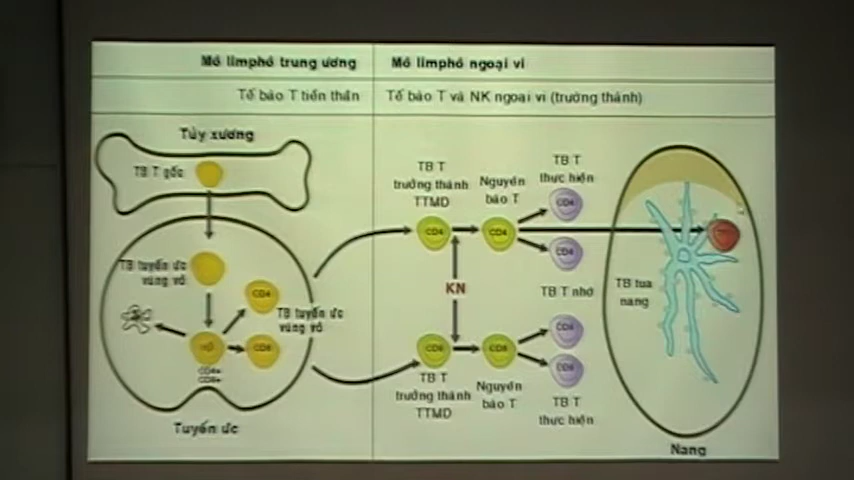 Mô limphô trung ương
Mô limphô ngoại vi
Tế bào T tiền thân
Tế bào T và NK ngoại vi (trưởng thành)
Tủy xương
TB T gốc
TB tuyến ức
vùng vỏ
CD4
TB tuyến ức
vùng vỏ
CD8
CD4+
CD8+
Tuyến ức
TB T
trưởng thành
TTMD
CD4
Nguyên
bào T
CD4
TB T
thực hiện
CD4
CD4
KN
TB T nhớ
CD8
TB T
trưởng thành
TTMD
CD8
Nguyên
bào T
CD8
CD8
TB T
thực hiện
TB tua
nang
Nang